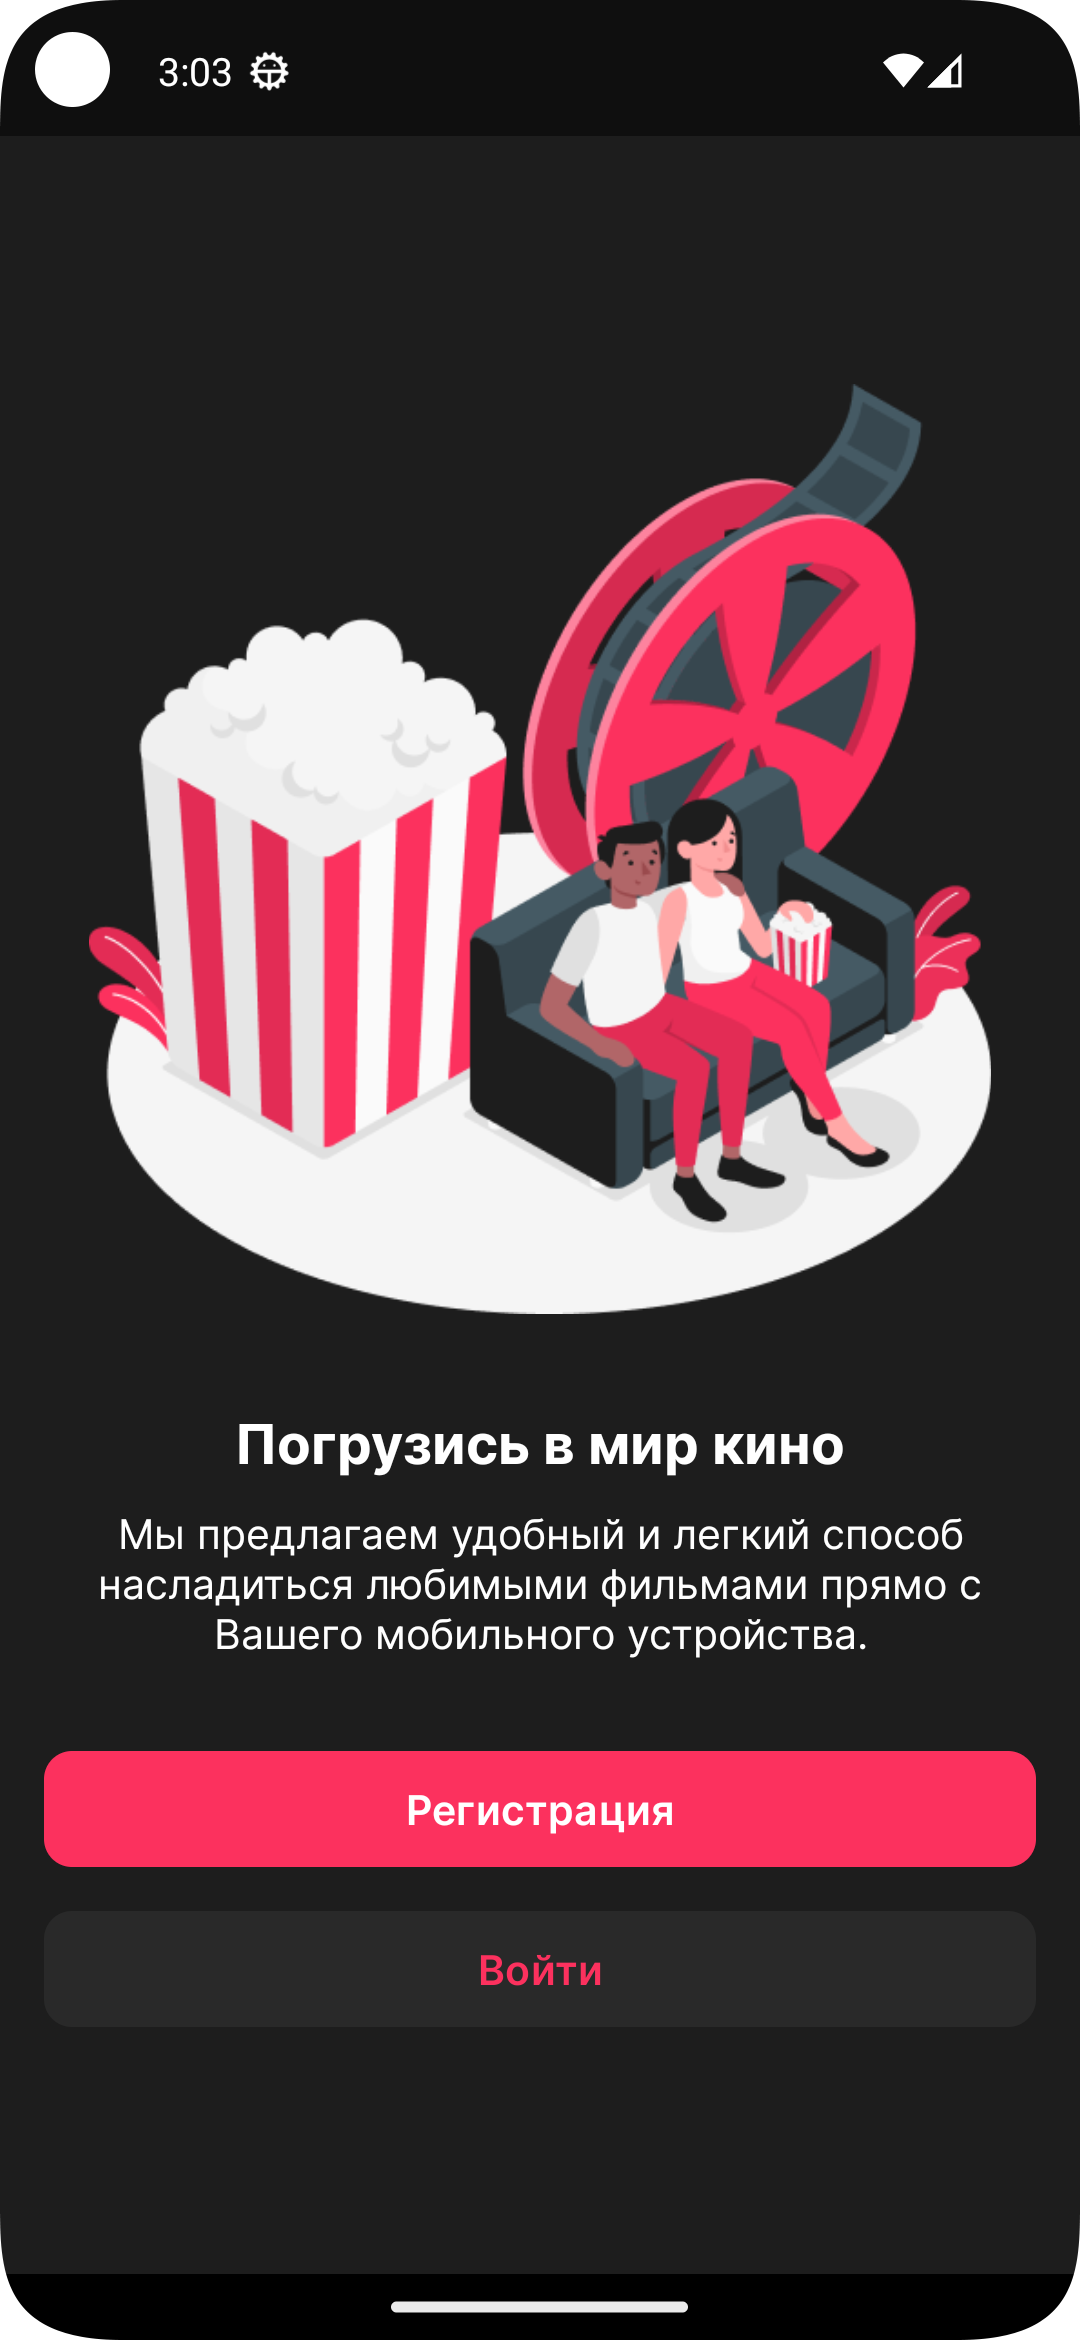 3:03
Погрузись в мир кино
Мы предлагаем удобный и легкий способ
насладиться любимыми фильмами прямо с
Вашего мобильного устройства.
Регистрация
Войти